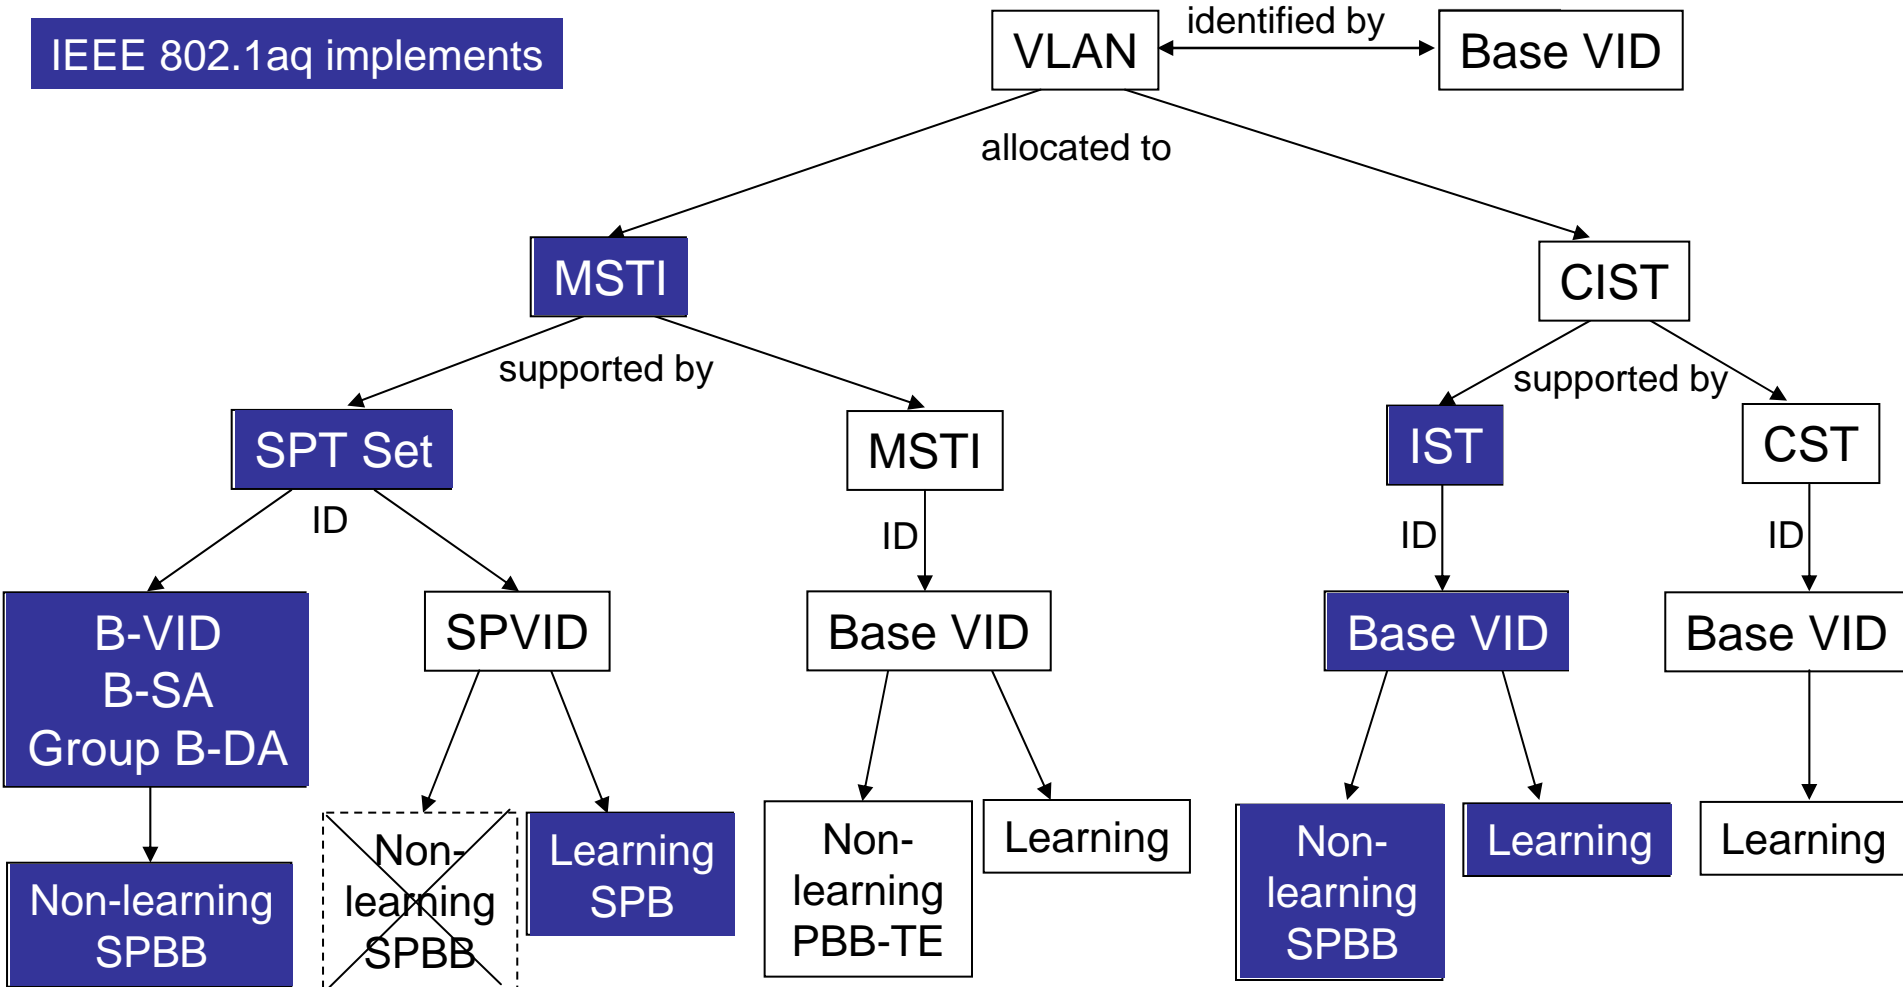 IEEE 802.1aq implements
VLAN
identified by
Base VID
allocated to
MSTI
CIST
supported by
supported by
SPT Set
MSTI
IST
CST
ID
ID
ID
ID
B-VID
B-SA
Group B-DA
SPVID
Base VID
Base VID
Base VID
Non-learning
SPBB
Non-
learning
SPBB
Learning
SPB
Non-
learning
PBB-TE
Learning
Non-
learning
SPBB
Learning
Learning